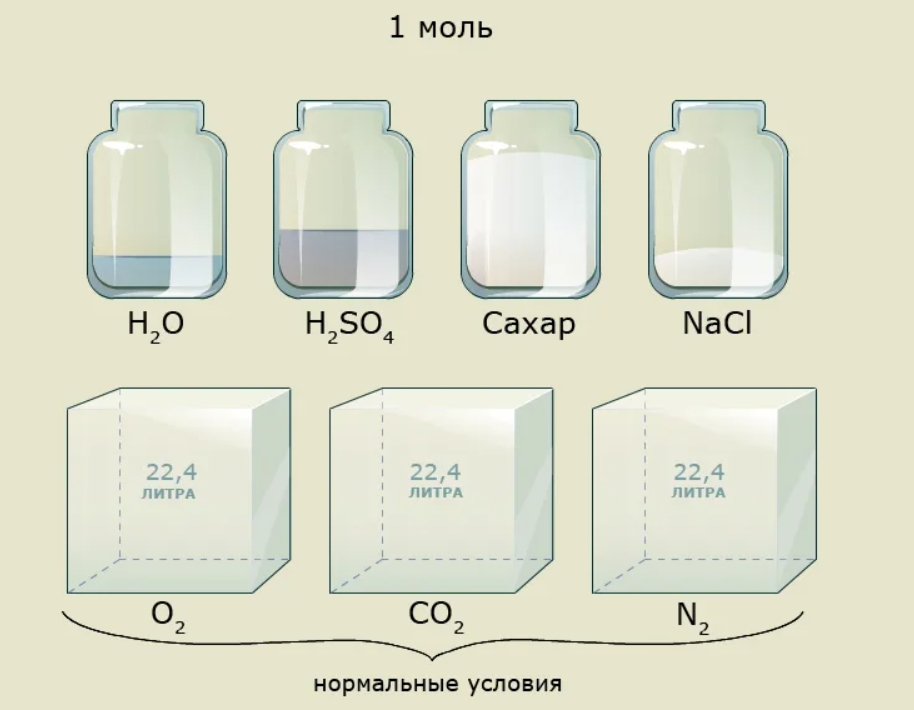 1 моль
H₂O H₂SO₄ Сахар NaCl
22,4 22,4 22,4
ЛИТРА ЛИТРА ЛИТРА
O₂ CO₂ N₂
нормальные условия